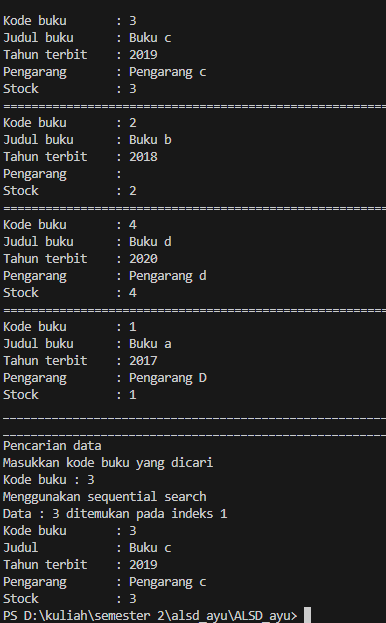 Kode buku : 3
Judul buku : Buku c
Tahun terbit : 2019
Pengarang : Pengarang c
Stock : 3
=======================================================
Kode buku : 2
Judul buku : Buku b
Tahun terbit : 2018
Pengarang :
Stock : 2
=======================================================
Kode buku : 4
Judul buku : Buku d
Tahun terbit : 2020
Pengarang : Pengarang d
Stock : 4
=======================================================
Kode buku : 1
Judul buku : Buku a
Tahun terbit : 2017
Pengarang : Pengarang D
Stock : 1
_______________________________________________________
_______________________________________________________
Pencarian data
Masukkan kode buku yang dicari
Kode buku : 3
Menggunakan sequential search
Data : 3 ditemukan pada indeks 1
Kode buku : 3
Judul : Buku c
Tahun terbit : 2019
Pengarang : Pengarang c
Stock : 3
PS D:\kuliah\semester 2\alsd_ayu\ALSD_ayu>